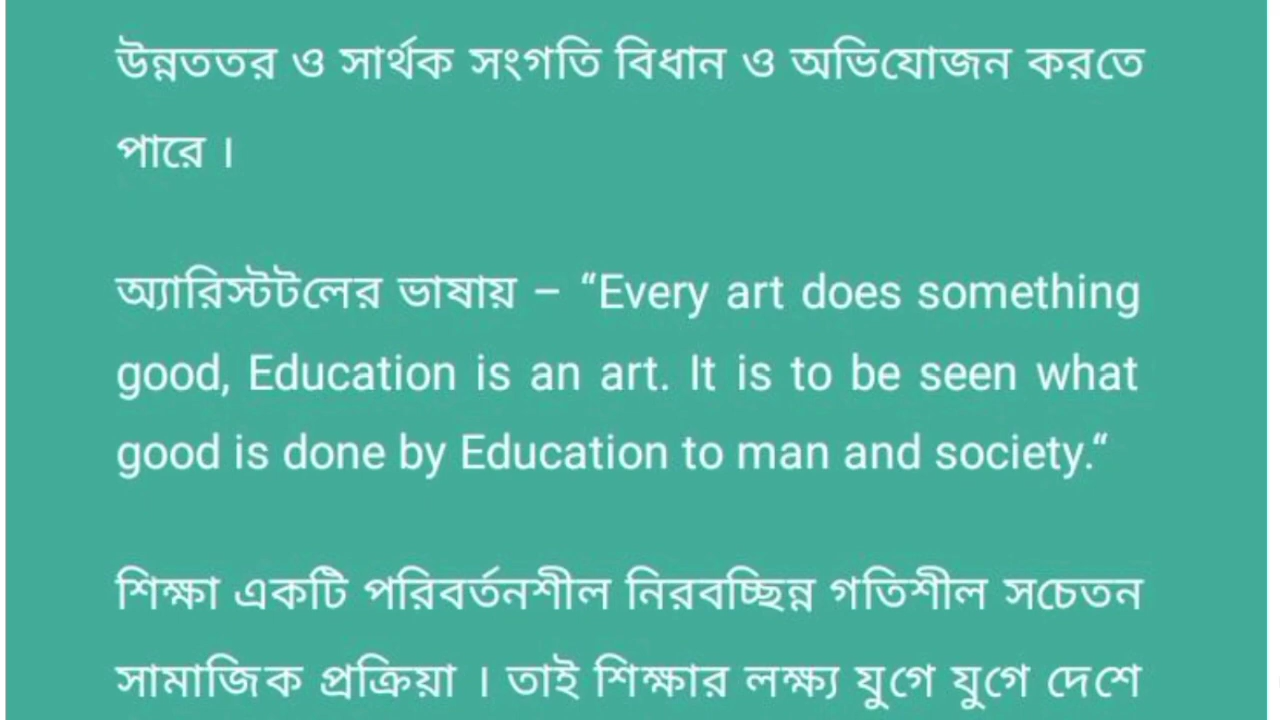 উন্নততর ও সার্থক সংগতি বিধান ও অভিযোজন করতে
পারে ।
অ্যারিস্টটলের ভাষায় – “Every art does something
good, Education is an art. It is to be seen what
good is done by Education to man and society.“
শিক্ষা একটি পরিবর্তনশীল নিরবচ্ছিন্ন গতিশীল সচেতন
সামাজিক প্রক্রিয়া । তাই শিক্ষার লক্ষ্য যুগে যুগে দেশে